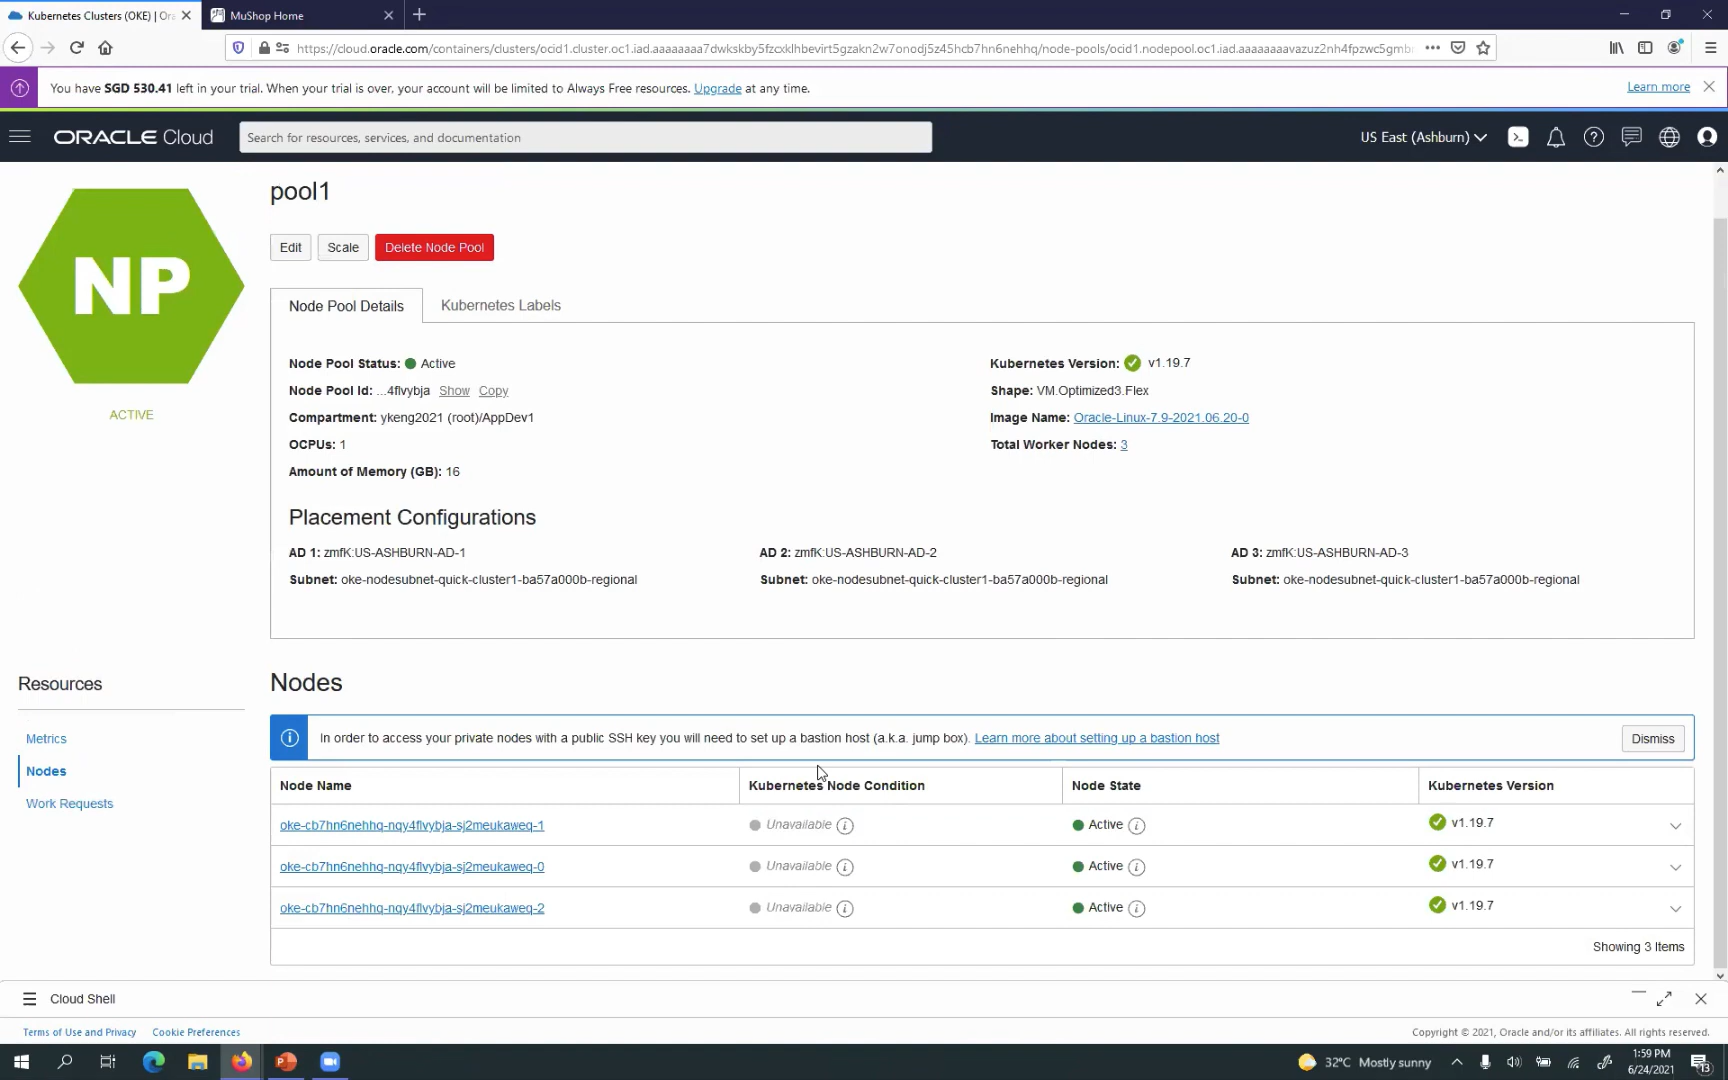 Kubernetes Clusters (OKE) | Ora
MuShop Home
https://cloud.oracle.com/containers/clusters/ocid1.cluster.oc1.iad.aaaaaaaa7dwkskby5fzcxklhbevirt5gzakn2w7onodj5z45hcb7hn6nehhq/node-pools/ocid1.nodepool.oc1.iad.aaaaaaaavazuz2nh4fpzwc5gmb
You have SGD 530.41 left in your trial. When your trial is over, your account will be limited to Always Free resources. Upgrade at any time.
Learn more
ORACLE Cloud
Search for resources, services, and documentation
US East (Ashburn)
pool1
NP
ACTIVE
Edit
Scale
Delete Node Pool
Node Pool Details
Kubernetes Labels
Node Pool Status: Active
Node Pool Id: ...4flvybja Show Copy
Compartment: ykeng2021 (root)/AppDev1
OCPUs: 1
Amount of Memory (GB): 16
Kubernetes Version: v1.19.7
Shape: VM.Optimized3.Flex
Image Name: Oracle-Linux-7.9-2021.06.20-0
Total Worker Nodes: 3
Placement Configurations
AD 1: zmfK:US-ASHBURN-AD-1
Subnet: oke-nodesubnet-quick-cluster1-ba57a000b-regional
AD 2: zmfK:US-ASHBURN-AD-2
Subnet: oke-nodesubnet-quick-cluster1-ba57a000b-regional
AD 3: zmfK:US-ASHBURN-AD-3
Subnet: oke-nodesubnet-quick-cluster1-ba57a000b-regional
Resources
Metrics
Nodes
Work Requests
Nodes
In order to access your private nodes with a public SSH key you will need to set up a bastion host (a.k.a. jump box). Learn more about setting up a bastion host
Dismiss
Node Name Kubernetes Node Condition Node State Kubernetes Version
oke-cb7hn6nehhq-nqy4flvybja-sj2meukaweq-1 Unavailable Active v1.19.7
oke-cb7hn6nehhq-nqy4flvybja-sj2meukaweq-0 Unavailable Active v1.19.7
oke-cb7hn6nehhq-nqy4flvybja-sj2meukaweq-2 Unavailable Active v1.19.7
Showing 3 Items
Cloud Shell
Terms of Use and Privacy
Cookie Preferences
Copyright © 2021, Oracle and/or its affiliates. All rights reserved.
32°C Mostly sunny
1:59 PM
6/24/2021
13